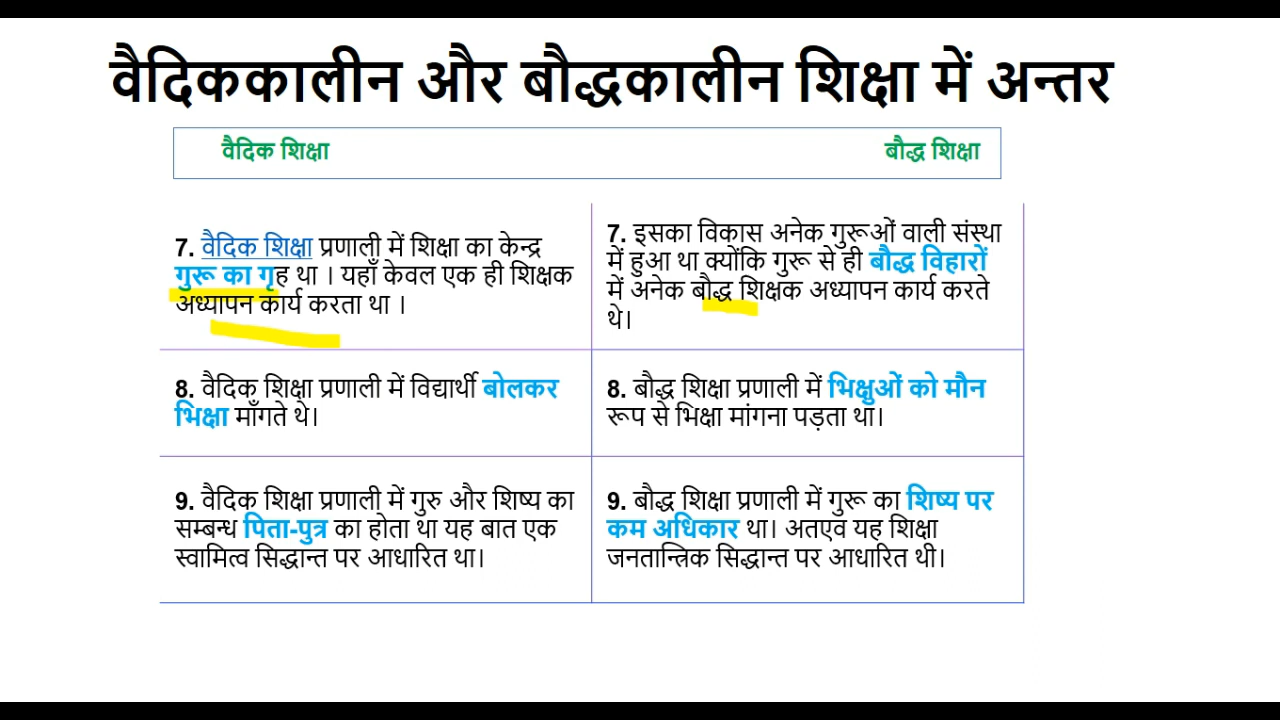 वैदिककालीन और बौद्धकालीन शिक्षा में अन्तर
वैदिक शिक्षा
बौद्ध शिक्षा
7. वैदिक शिक्षा प्रणाली में शिक्षा का केन्द्र
गुरू का गृह था । यहाँ केवल एक ही शिक्षक
अध्यापन कार्य करता था ।
7. इसका विकास अनेक गुरूओं वाली संस्था
में हुआ था क्योंकि गुरू से ही बौद्ध विहारों
में अनेक बौद्ध शिक्षक अध्यापन कार्य करते
थे।
8. वैदिक शिक्षा प्रणाली में विद्यार्थी बोलकर
भिक्षा माँगते थे।
8. बौद्ध शिक्षा प्रणाली में भिक्षुओं को मौन
रूप से भिक्षा मांगना पड़ता था।
9. वैदिक शिक्षा प्रणाली में गुरु और शिष्य का
सम्बन्ध पिता-पुत्र का होता था यह बात एक
स्वामित्व सिद्धान्त पर आधारित था।
9. बौद्ध शिक्षा प्रणाली में गुरू का शिष्य पर
कम अधिकार था। अतएव यह शिक्षा
जनतान्त्रिक सिद्धान्त पर आधारित थी।